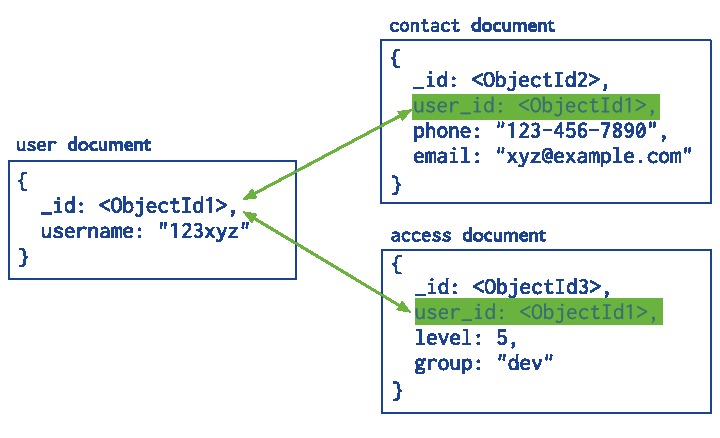 user document
{
_id: <ObjectId1>,
username: "123xyz"
}
contact document
{
_id: <ObjectId2>,
user_id: <ObjectId1>,
phone: "123-456-7890",
email: "xyz@example.com"
}
access document
{
_id: <ObjectId3>,
user_id: <ObjectId1>,
level: 5,
group: "dev"
}